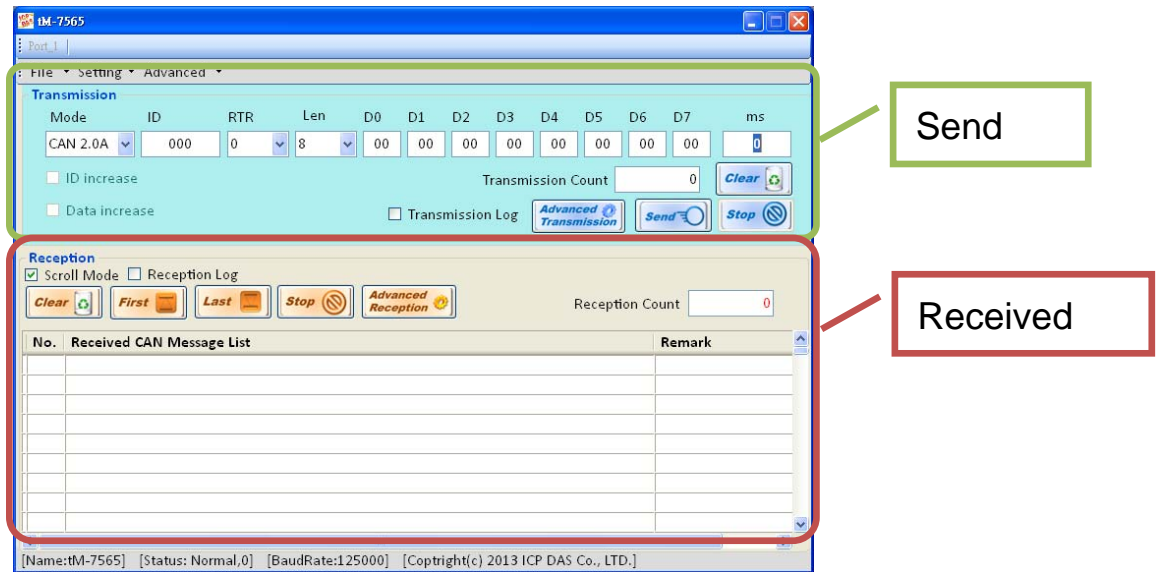 tM-7565
Port_1
File Setting Advanced
Transmission
Mode ID RTR Len D0 D1 D2 D3 D4 D5 D6 D7 ms
CAN 2.0A 000 0 8 00 00 00 00 00 00 00 00 0
ID increase Transmission Count 0 Clear
Data increase Transmission Log Advanced Transmission Send Stop
Send
Reception
Scroll Mode Reception Log
Clear First Last Stop Advanced Reception Reception Count 0
No. Received CAN Message List Remark
Received
[Name:tM-7565] [Status: Normal,0] [BaudRate:125000] [Coptright(c) 2013 ICP DAS Co., LTD.]